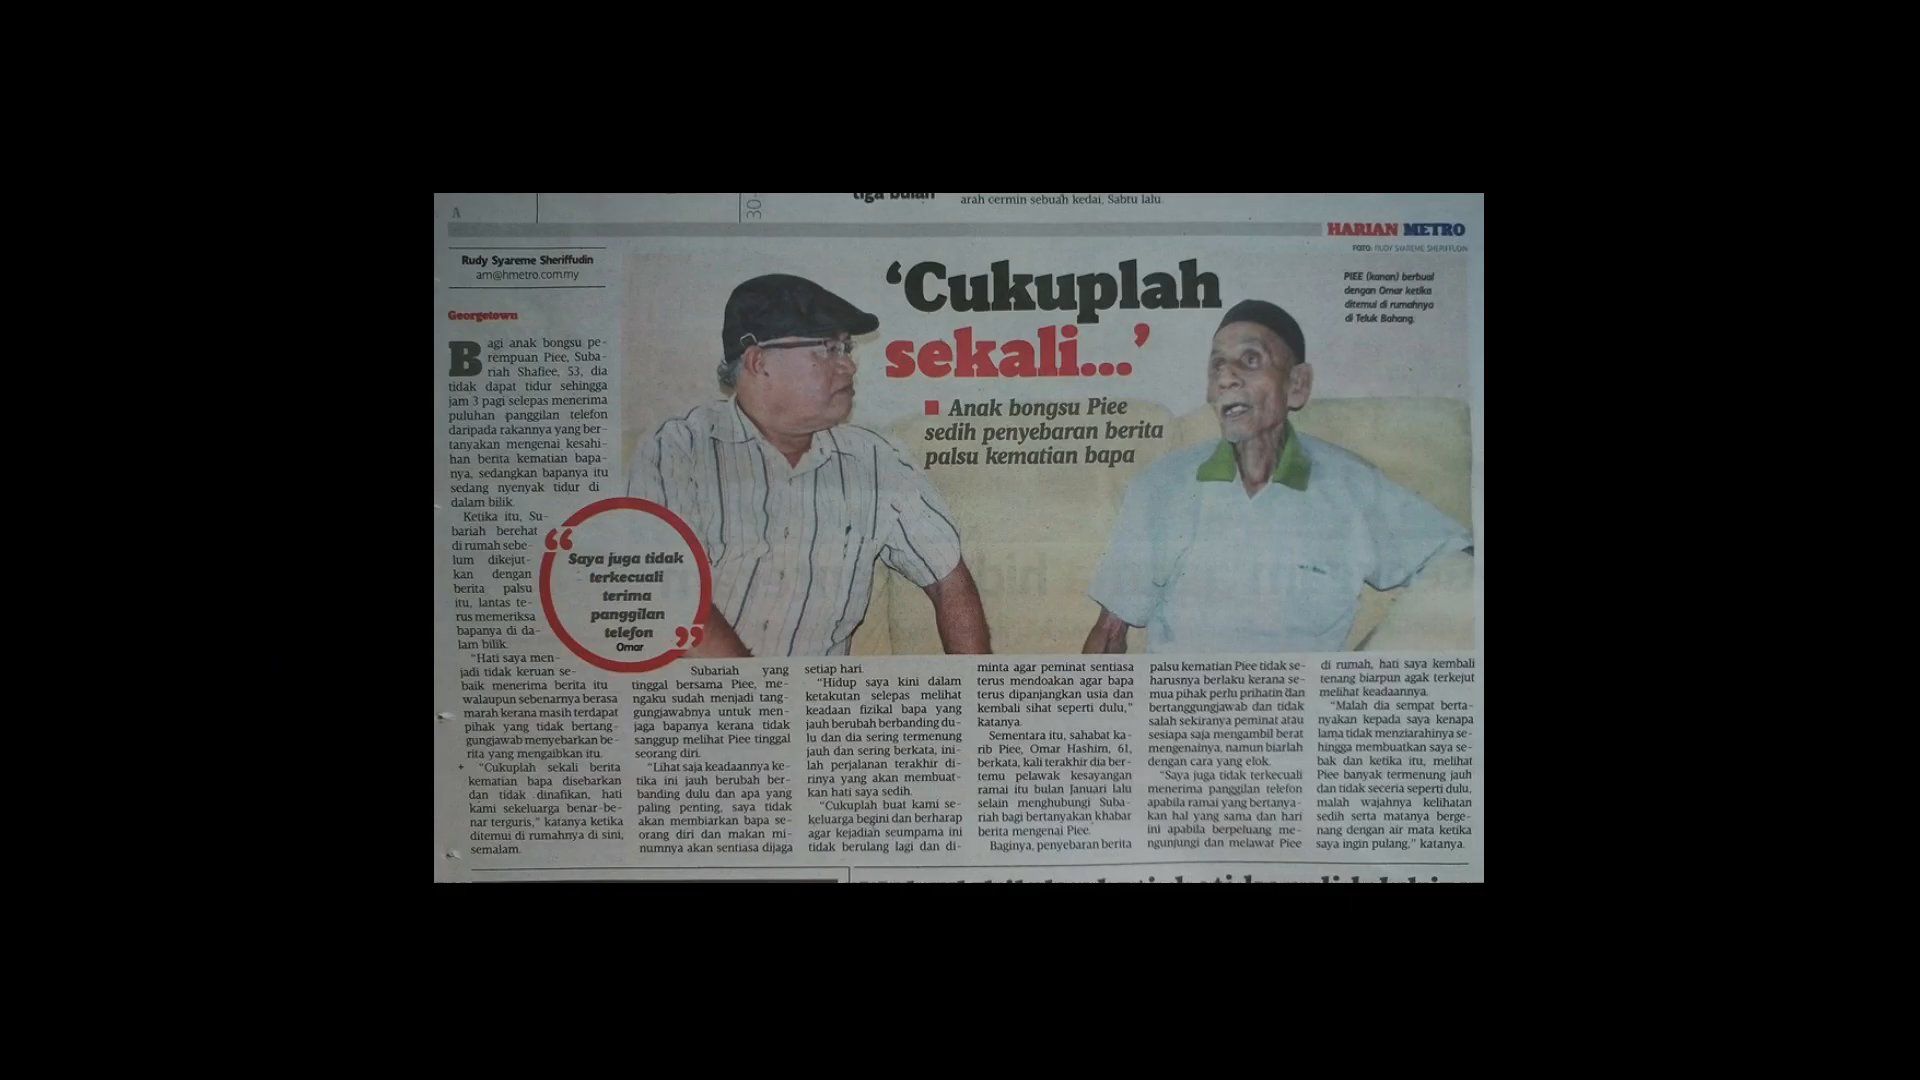 tiga bulan
arah cermin sebuah kedai, Sabtu lalu.
30
A
HARIAN METRO
FOTO: RUDY SYAREME SHERIFFUDIN
Rudy Syareme Sheriffudin
am@hmetro.com.my
‘Cukuplah
sekali...’
■ Anak bongsu Piee
sedih penyebaran berita
palsu kematian bapa
PIEE (kanan) berbual
dengan Omar ketika
ditemui di rumahnya
di Teluk Bahang.
Georgetown
Bagi anak bongsu pe-
rempuan Piee, Suba-
riah Shafiee, 53, dia
tidak dapat tidur sehingga
jam 3 pagi selepas menerima
puluhan panggilan telefon
daripada rakannya yang ber-
tanyakan mengenai kesahi-
han berita kematian bapa-
nya, sedangkan bapanya itu
sedang nyenyak tidur di
dalam bilik.
Ketika itu, Su-
bariah berehat
di rumah sebe-
lum dikejut-
kan dengan
berita palsu
itu, lantas te-
rus memeriksa
bapanya di da-
lam bilik.
“Hati saya men-
jadi tidak keruan se-
baik menerima berita itu
walaupun sebenarnya berasa
marah kerana masih terdapat
pihak yang tidak bertang-
gungjawab menyebarkan be-
rita yang mengaibkan itu.
“Cukuplah sekali berita
kematian bapa disebarkan
dan tidak dinafikan, hati
kami sekeluarga benar-be-
nar terguris,” katanya ketika
ditemui di rumahnya di sini,
semalam.
“Saya juga tidak
terkecuali
terima
panggilan
telefon”
Omar
Subariah yang
tinggal bersama Piee, me-
ngaku sudah menjadi tang-
gungjawabnya untuk men-
jaga bapanya kerana tidak
sanggup melihat Piee tinggal
seorang diri.
“Lihat saja keadaannya ke-
tika ini jauh berubah ber-
banding dulu dan apa yang
paling penting, saya tidak
akan membiarkan bapa se-
orang diri dan makan mi-
numnya akan sentiasa dijaga
setiap hari.
“Hidup saya kini dalam
ketakutan selepas melihat
keadaan fizikal bapa yang
jauh berubah berbanding du-
lu dan dia sering termenung
jauh dan sering berkata, ini-
lah perjalanan terakhir di-
rinya yang akan membuat-
kan hati saya sedih.
“Cukuplah buat kami se-
keluarga begini dan berharap
agar kejadian seumpama ini
tidak berulang lagi dan di-
minta agar peminat sentiasa
terus mendoakan agar bapa
terus dipanjangkan usia dan
kembali sihat seperti dulu,”
katanya.
Sementara itu, sahabat ka-
rib Piee, Omar Hashim, 61,
berkata, kali terakhir dia ber-
temu pelawak kesayangan
ramai itu bulan Januari lalu
selain menghubungi Suba-
riah bagi bertanyakan khabar
berita mengenai Piee.
Baginya, penyebaran berita
palsu kematian Piee tidak se-
harusnya berlaku kerana se-
mua pihak perlu prihatin dan
bertanggungjawab dan tidak
salah sekiranya peminat atau
sesiapa saja mengambil berat
mengenainya, namun biarlah
dengan cara yang elok.
“Saya juga tidak terkecuali
menerima panggilan telefon
apabila ramai yang bertanya-
kan hal yang sama dan hari
ini apabila berpeluang me-
ngunjungi dan melawat Piee
di rumah, hati saya kembali
tenang biarpun agak terkejut
melihat keadaannya.
“Malah dia sempat berta-
nyakan kepada saya kenapa
lama tidak menziarahinya se-
hingga membuatkan saya se-
bak dan ketika itu, melihat
Piee banyak termenung jauh
dan tidak seceria seperti dulu,
malah wajahnya kelihatan
sedih serta matanya berge-
nang dengan air mata ketika
saya ingin pulang,” katanya.